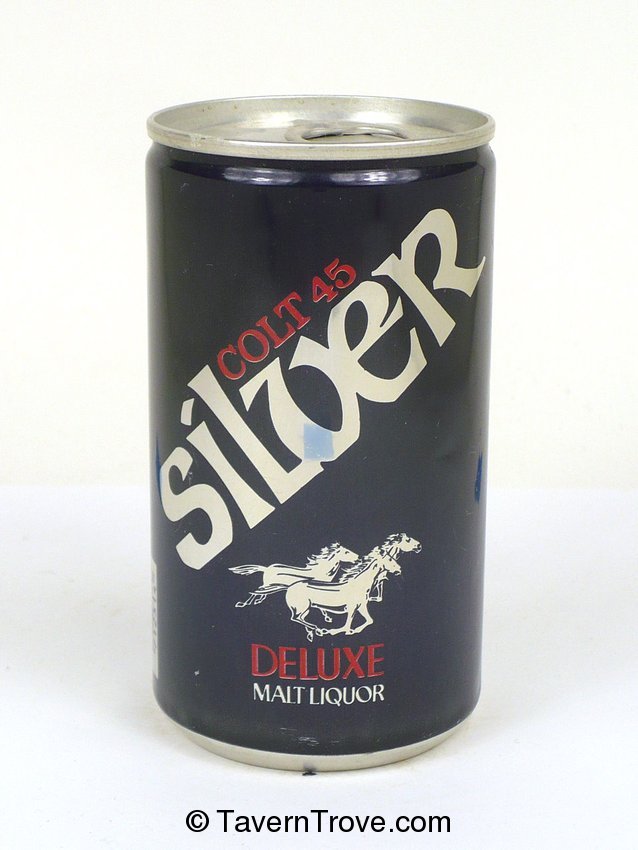 COLT 45
silver
DELUXE
MALT LIQUOR
© TavernTrove.com